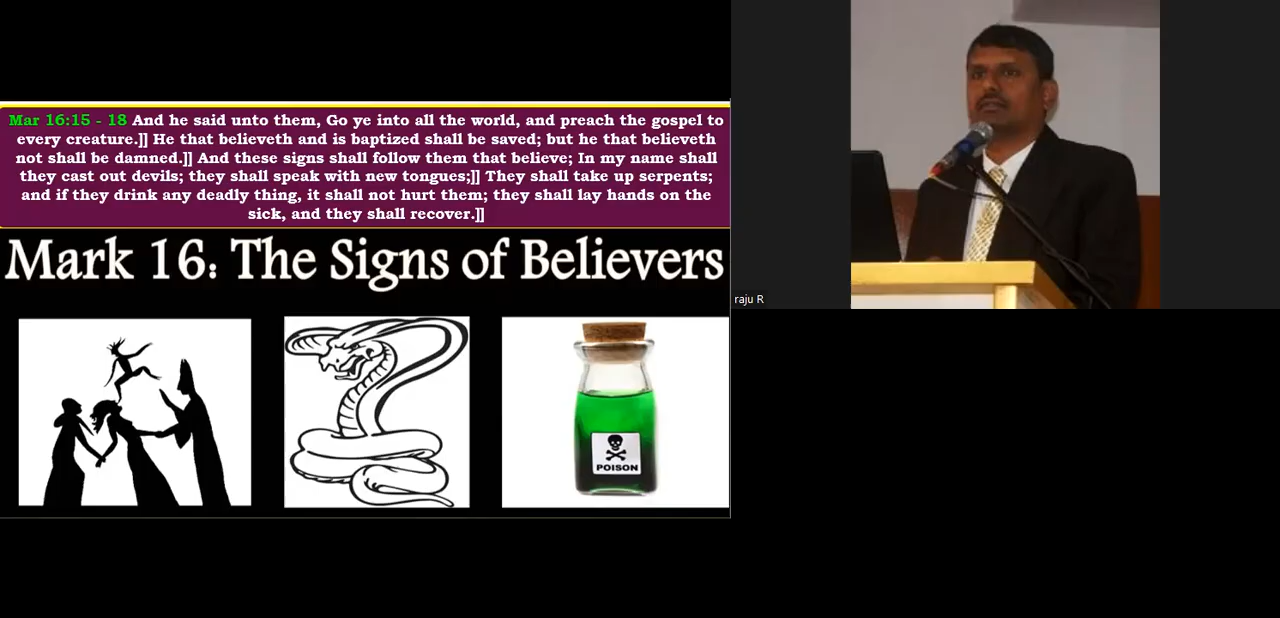 Mar 16:15 - 18 And he said unto them, Go ye into all the world, and preach the gospel to
every creature.]] He that believeth and is baptized shall be saved; but he that believeth
not shall be damned.]] And these signs shall follow them that believe; In my name shall
they cast out devils; they shall speak with new tongues;]] They shall take up serpents;
and if they drink any deadly thing, it shall not hurt them; they shall lay hands on the
sick, and they shall recover.]]
Mark 16: The Signs of Believers
POISON
raju R